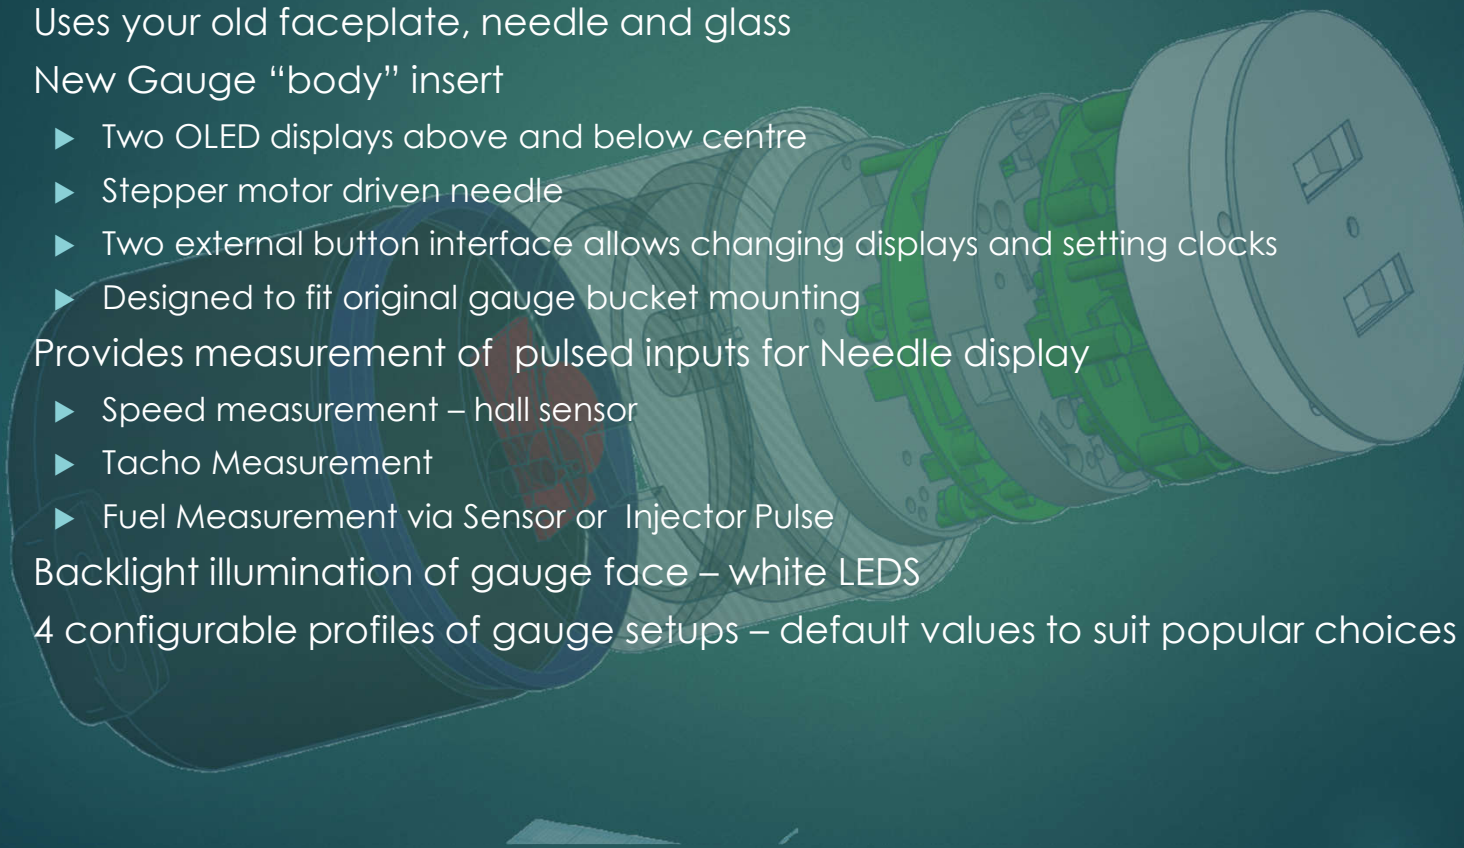 Uses your old faceplate, needle and glass
New Gauge “body” insert
Two OLED displays above and below centre
Stepper motor driven needle
Two external button interface allows changing displays and setting clocks
Designed to fit original gauge bucket mounting
Provides measurement of  pulsed inputs for Needle display
Speed measurement – hall sensor
Tacho Measurement
Fuel Measurement via Sensor or  Injector Pulse
Backlight illumination of gauge face – white LEDS
4 configurable profiles of gauge setups – default values to suit popular choices